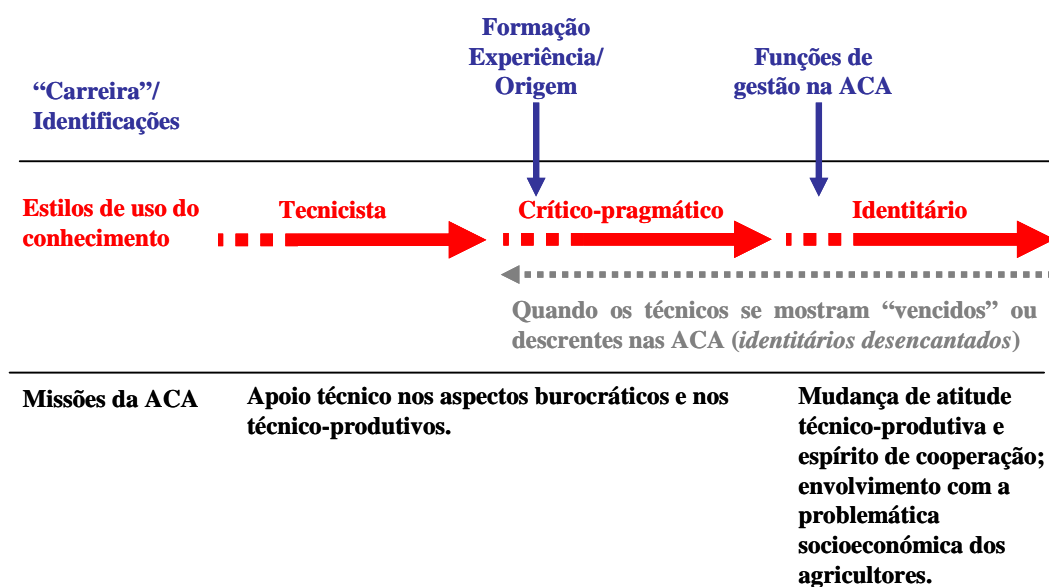 Formação
Experiência/
Origem
Funções de
gestão na ACA
“Carreira”/
Identificações
Estilos de uso do
conhecimento
Tecnicista
Crítico-pragmático
Identitário
Quando os técnicos se mostram “vencidos” ou
descrentes nas ACA (identitários desencantados)
Missões da ACA
Apoio técnico nos aspectos burocráticos e nos
técnico-produtivos.
Mudança de atitude
técnico-produtiva e
espírito de cooperação;
envolvimento com a
problemática
socioeconómica dos
agricultores.